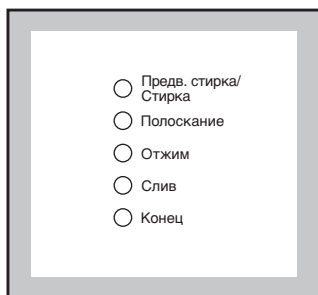 Предв. стирка/
Стирка
Полоскание
Отжим
Слив
Конец